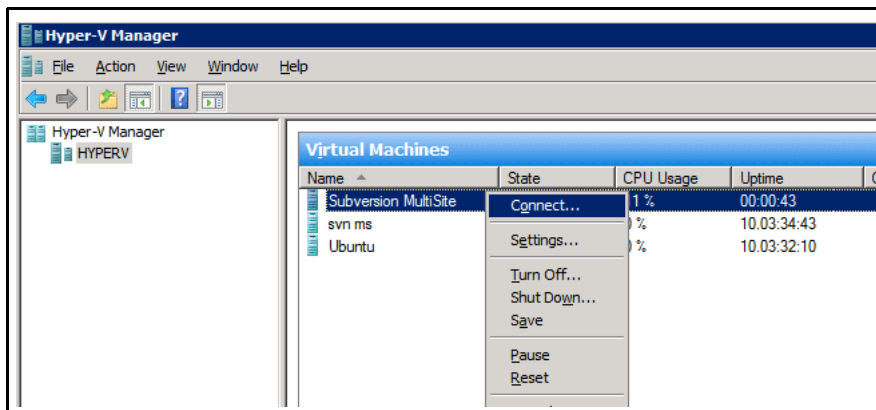 Hyper-V Manager
File Action View Window Help
Hyper-V Manager
HYPERV
Virtual Machines
Name State CPU Usage Uptime
Subversion MultiSite 1 % 00:00:43
svn ms % 10.03:34:43
Ubuntu % 10.03:32:10
Connect...
Settings...
Turn Off...
Shut Down...
Save
Pause
Reset